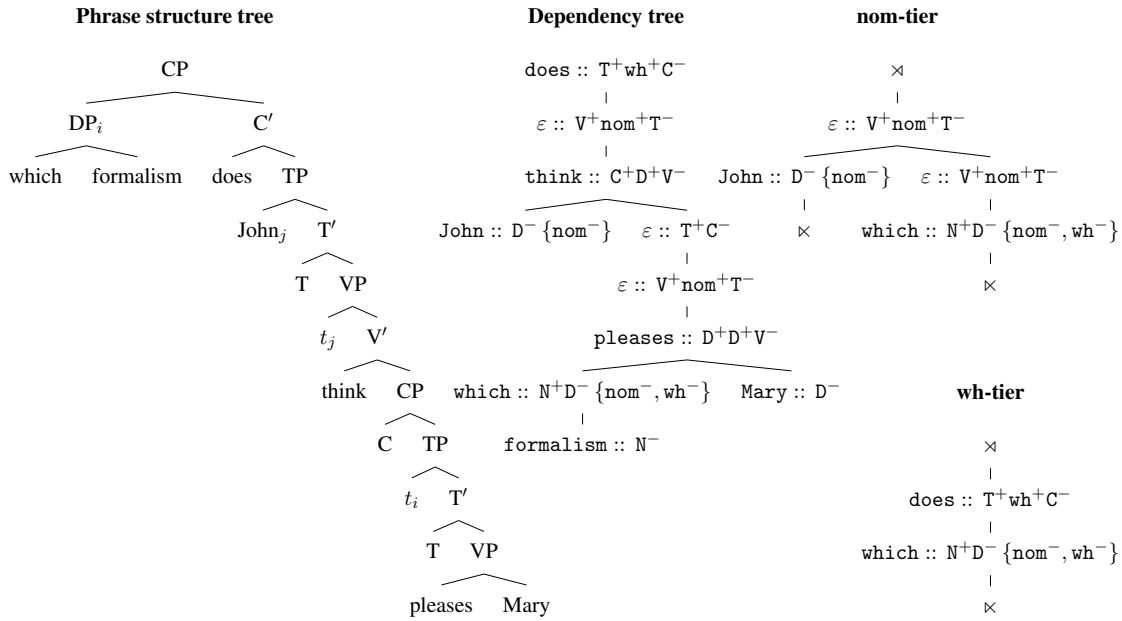 Phrase structure tree Dependency tree nom-tier
CP does :: T⁺wh⁺C⁻ ⋊
DPᵢ C′ ε :: V⁺nom⁺T⁻ ε :: V⁺nom⁺T⁻
which formalism does TP think :: C⁺D⁺V⁻ John :: D⁻ {nom⁻} ε :: V⁺nom⁺T⁻
Johnⱼ T′ John :: D⁻ {nom⁻} ε :: T⁺C⁻ ⋉ which :: N⁺D⁻ {nom⁻, wh⁻}
T VP ε :: V⁺nom⁺T⁻ ⋉
tⱼ V′ pleases :: D⁺D⁺V⁻
think CP which :: N⁺D⁻ {nom⁻, wh⁻} Mary :: D⁻ wh-tier
C TP formalism :: N⁻ ⋊
tᵢ T′ does :: T⁺wh⁺C⁻
T VP which :: N⁺D⁻ {nom⁻, wh⁻}
pleases Mary ⋉